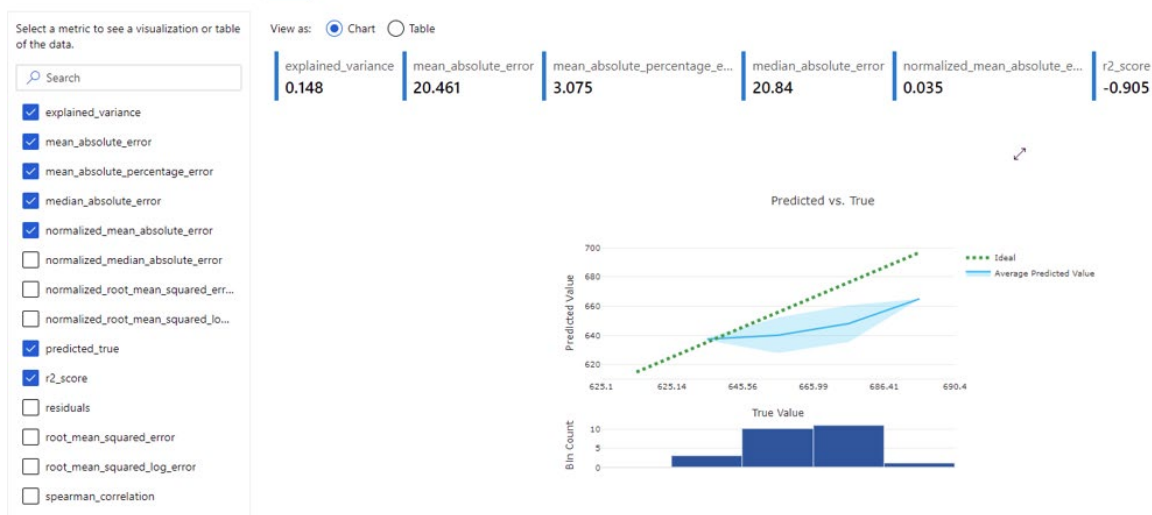 Select a metric to see a visualization or table
of the data.
Search
explained_variance
mean_absolute_error
mean_absolute_percentage_error
median_absolute_error
normalized_mean_absolute_error
normalized_median_absolute_error
normalized_root_mean_squared_err...
normalized_root_mean_squared_lo...
predicted_true
r2_score
residuals
root_mean_squared_error
root_mean_squared_log_error
spearman_correlation
View as: Chart Table
explained_variance mean_absolute_error mean_absolute_percentage_e... median_absolute_error normalized_mean_absolute_e... r2_score
0.148 20.461 3.075 20.84 0.035 -0.905
Predicted vs. True
Predicted Value
700
680
660
640
620
Ideal
Average Predicted Value
625.1 625.14 645.56 665.99 686.41 690.4
True Value
Bin Count
10
5
0